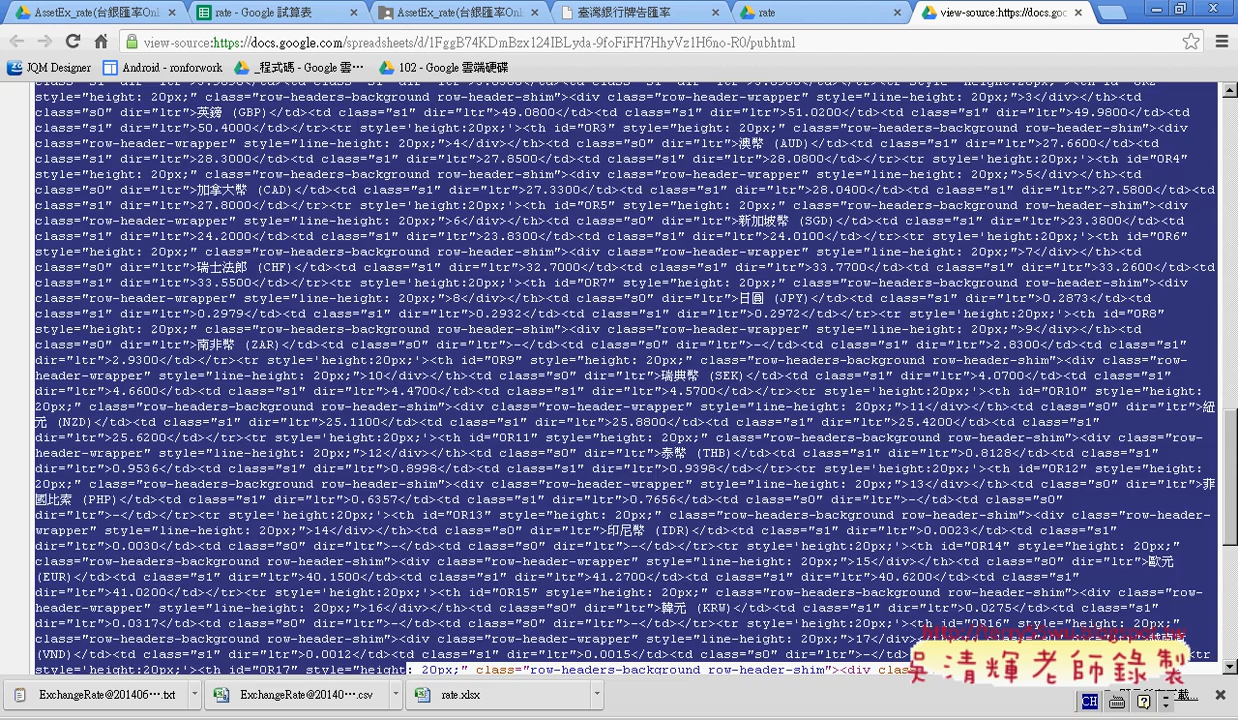 AssetEx_rate(台銀匯率Onl
rate - Google 試算表
AssetEx_rate(台銀匯率Onl
臺灣銀行牌告匯率
rate
view-source:https://docs.goo
view-source:https://docs.google.com/spreadsheets/d/1FggB74KDmBzx124IBLyda-9foFiFH7HhyVz1H6no-R0/pubhtml
JQM Designer
Android - ronforwork
_程式碼 - Google 雲…
102 - Google 雲端硬碟
style="height: 20px;" class="row-headers-background row-header-shim"><div class="row-header-wrapper" style="line-height: 20px;">3</div></th><td
class="s0" dir="ltr">英鎊 (GBP)</td><td class="s1" dir="ltr">49.0800</td><td class="s1" dir="ltr">51.0200</td><td class="s1" dir="ltr">49.9800</td><td
class="s1" dir="ltr">50.4000</td></tr><tr style='height:20px;'><th id="0R3" style="height: 20px;" class="row-headers-background row-header-shim"><div
class="row-header-wrapper" style="line-height: 20px;">4</div></th><td class="s0" dir="ltr">澳幣 (AUD)</td><td class="s1" dir="ltr">27.6600</td><td
class="s1" dir="ltr">28.3000</td><td class="s1" dir="ltr">27.8500</td><td class="s1" dir="ltr">28.0800</td></tr><tr style='height:20px;'><th id="0R4"
style="height: 20px;" class="row-headers-background row-header-shim"><div class="row-header-wrapper" style="line-height: 20px;">5</div></th><td
class="s0" dir="ltr">加拿大幣 (CAD)</td><td class="s1" dir="ltr">27.3300</td><td class="s1" dir="ltr">28.0400</td><td class="s1" dir="ltr">27.5800</td><td
class="s1" dir="ltr">27.8000</td></tr><tr style='height:20px;'><th id="0R5" style="height: 20px;" class="row-headers-background row-header-shim"><div
class="row-header-wrapper" style="line-height: 20px;">6</div></th><td class="s0" dir="ltr">新加坡幣 (SGD)</td><td class="s1" dir="ltr">23.3800</td><td
class="s1" dir="ltr">24.2000</td><td class="s1" dir="ltr">23.8300</td><td class="s1" dir="ltr">24.0100</td></tr><tr style='height:20px;'><th id="0R6"
style="height: 20px;" class="row-headers-background row-header-shim"><div class="row-header-wrapper" style="line-height: 20px;">7</div></th><td
class="s0" dir="ltr">瑞士法郎 (CHF)</td><td class="s1" dir="ltr">32.7000</td><td class="s1" dir="ltr">33.7700</td><td class="s1" dir="ltr">33.2600</td><td
class="s1" dir="ltr">33.5500</td></tr><tr style='height:20px;'><th id="0R7" style="height: 20px;" class="row-headers-background row-header-shim"><div
class="row-header-wrapper" style="line-height: 20px;">8</div></th><td class="s0" dir="ltr">日圓 (JPY)</td><td class="s1" dir="ltr">0.2873</td><td
class="s1" dir="ltr">0.2979</td><td class="s1" dir="ltr">0.2932</td><td class="s1" dir="ltr">0.2972</td></tr><tr style='height:20px;'><th id="0R8"
style="height: 20px;" class="row-headers-background row-header-shim"><div class="row-header-wrapper" style="line-height: 20px;">9</div></th><td
class="s0" dir="ltr">南非幣 (ZAR)</td><td class="s0" dir="ltr">-</td><td class="s0" dir="ltr">-</td><td class="s1" dir="ltr">2.8300</td><td class="s1"
dir="ltr">2.9300</td></tr><tr style='height:20px;'><th id="0R9" style="height: 20px;" class="row-headers-background row-header-shim"><div class="row-
header-wrapper" style="line-height: 20px;">10</div></th><td class="s0" dir="ltr">瑞典幣 (SEK)</td><td class="s1" dir="ltr">4.0700</td><td class="s1"
dir="ltr">4.6600</td><td class="s1" dir="ltr">4.4700</td><td class="s1" dir="ltr">4.5700</td></tr><tr style='height:20px;'><th id="0R10" style="height:
20px;" class="row-headers-background row-header-shim"><div class="row-header-wrapper" style="line-height: 20px;">11</div></th><td class="s0" dir="ltr">紐
元 (NZD)</td><td class="s1" dir="ltr">25.1100</td><td class="s1" dir="ltr">25.8800</td><td class="s1" dir="ltr">25.4200</td><td class="s1"
dir="ltr">25.6200</td></tr><tr style='height:20px;'><th id="0R11" style="height: 20px;" class="row-headers-background row-header-shim"><div class="row-
header-wrapper" style="line-height: 20px;">12</div></th><td class="s0" dir="ltr">泰幣 (THB)</td><td class="s1" dir="ltr">0.8128</td><td class="s1"
dir="ltr">0.9536</td><td class="s1" dir="ltr">0.8998</td><td class="s1" dir="ltr">0.9398</td></tr><tr style='height:20px;'><th id="0R12" style="height:
20px;" class="row-headers-background row-header-shim"><div class="row-header-wrapper" style="line-height: 20px;">13</div></th><td class="s0" dir="ltr">菲
國比索 (PHP)</td><td class="s1" dir="ltr">0.6357</td><td class="s1" dir="ltr">0.7656</td><td class="s0" dir="ltr">-</td><td class="s0"
dir="ltr">-</td></tr><tr style='height:20px;'><th id="0R13" style="height: 20px;" class="row-headers-background row-header-shim"><div class="row-header-
wrapper" style="line-height: 20px;">14</div></th><td class="s0" dir="ltr">印尼幣 (IDR)</td><td class="s1" dir="ltr">0.0023</td><td class="s1"
dir="ltr">0.0030</td><td class="s0" dir="ltr">-</td><td class="s0" dir="ltr">-</td></tr><tr style='height:20px;'><th id="0R14" style="height: 20px;"
class="row-headers-background row-header-shim"><div class="row-header-wrapper" style="line-height: 20px;">15</div></th><td class="s0" dir="ltr">歐元
(EUR)</td><td class="s1" dir="ltr">40.1500</td><td class="s1" dir="ltr">41.2700</td><td class="s1" dir="ltr">40.6200</td><td class="s1"
dir="ltr">41.0200</td></tr><tr style='height:20px;'><th id="0R15" style="height: 20px;" class="row-headers-background row-header-shim"><div class="row-
header-wrapper" style="line-height: 20px;">16</div></th><td class="s0" dir="ltr">韓元 (KRW)</td><td class="s1" dir="ltr">0.0275</td><td class="s1"
dir="ltr">0.0317</td><td class="s0" dir="ltr">-</td><td class="s0" dir="ltr">-</td></tr><tr style='height:20px;'><th id="0R16" style="height: 20px;"
class="row-headers-background row-header-shim"><div class="row-header-wrapper" style="line-height: 20px;">17</div>
(VND)</td><td class="s1" dir="ltr">0.0012</td><td class="s1" dir="ltr">0.0015</td><td class="s0" dir="ltr">-</td><td class="s0" dir="ltr">-</td></tr><tr
style='height:20px;'><th id="0R17" style="height: 20px;" class="row-headers-background row-header-shim"><div
吳清輝老師錄製
ExchangeRate@201406….txt
ExchangeRate@20140….csv
rate.xlsx
CH